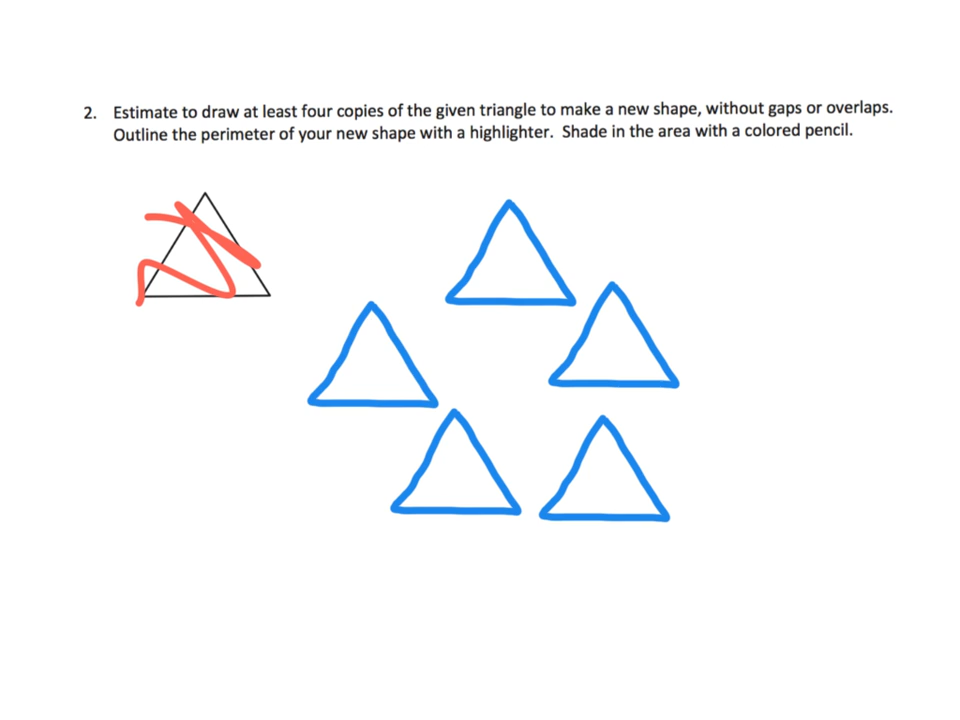 2. Estimate to draw at least four copies of the given triangle to make a new shape, without gaps or overlaps.
Outline the perimeter of your new shape with a highlighter. Shade in the area with a colored pencil.